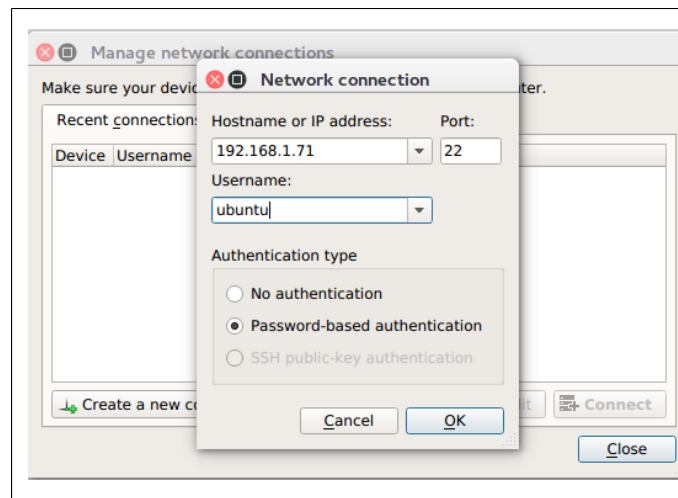 Manage network connections
Network connection
Make sure your devic
ter.
Recent connection
Hostname or IP address: Port:
192.168.1.71 22
Device Username
Username:
ubuntu
Authentication type
No authentication
Password-based authentication
SSH public-key authentication
Create a new co
Cancel OK
it Connect
Close